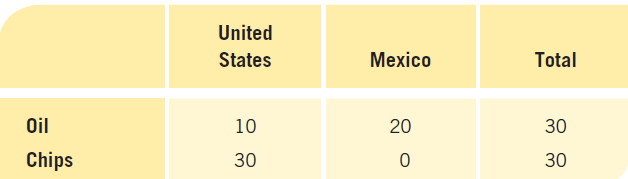 United
States
Mexico
Total
Oil 10 20 30
Chips 30 0 30